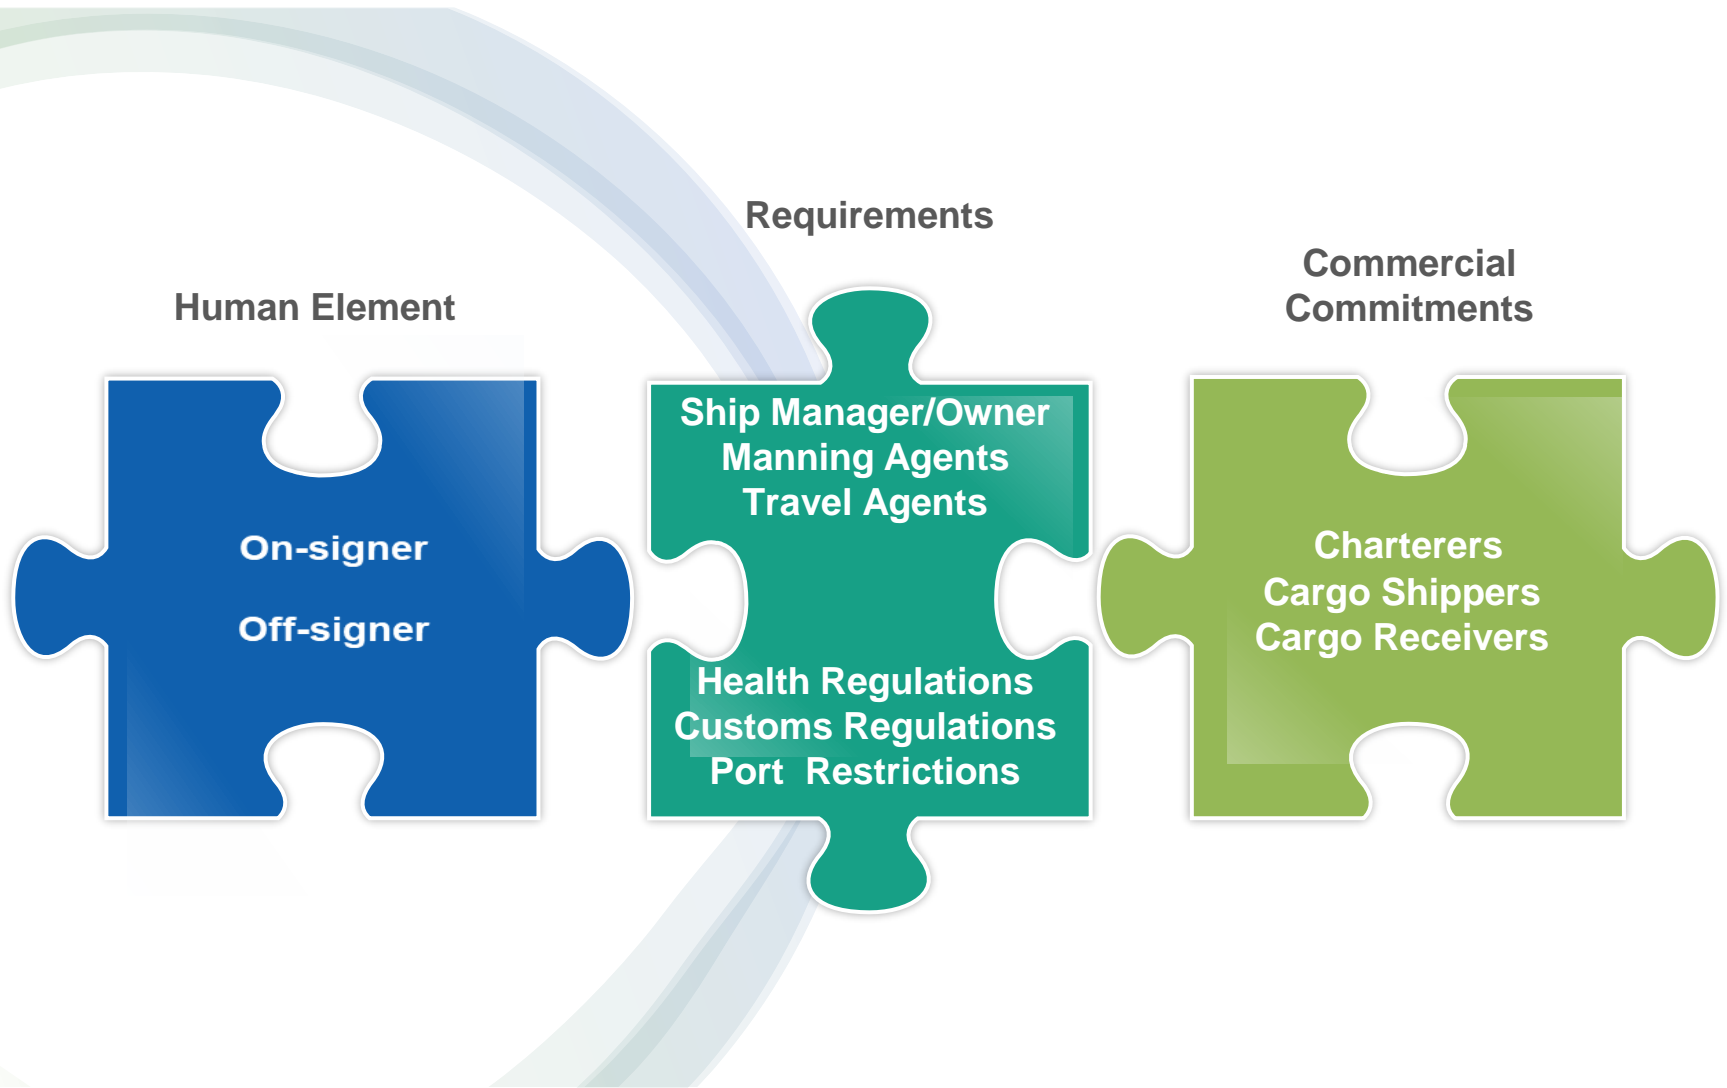 Human Element
On-signer
Off-signer
Requirements
Ship Manager/Owner
Manning Agents
Travel Agents
Health Regulations
Customs Regulations
Port  Restrictions
Commercial
Commitments
Charterers
Cargo Shippers
Cargo Receivers